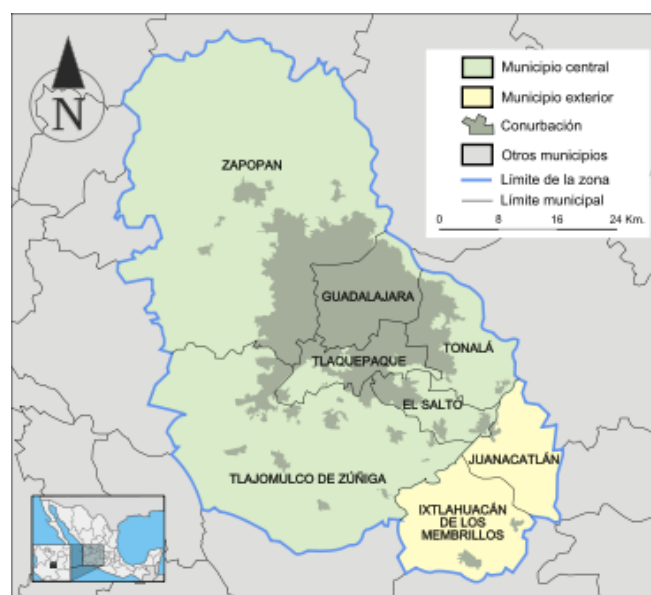 N
Municipio central
Municipio exterior
Conurbación
Otros municipios
Límite de la zona
Límite municipal
0 8 16 24 Km.
ZAPOPAN
GUADALAJARA
TLAQUEPAQUE
TONALÁ
EL SALTO
JUANACATLÁN
TLAJOMULCO DE ZÚÑIGA
IXTLAHUACÁN
DE LOS
MEMBRILLOS